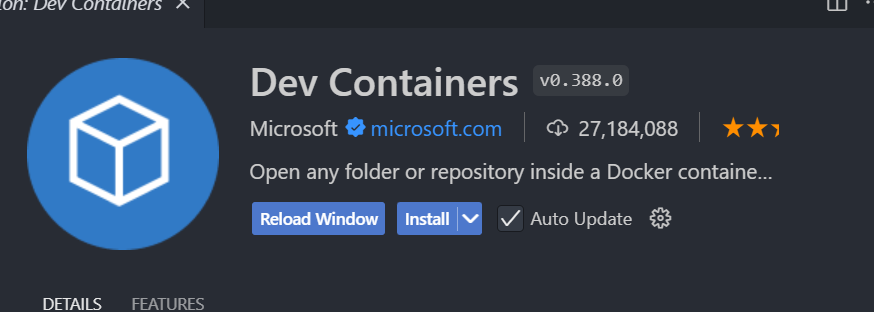 ion: Dev Containers
Dev Containers v0.388.0
Microsoft microsoft.com 27,184,088
Open any folder or repository inside a Docker containe...
Reload Window Install Auto Update
DETAILS FEATURES